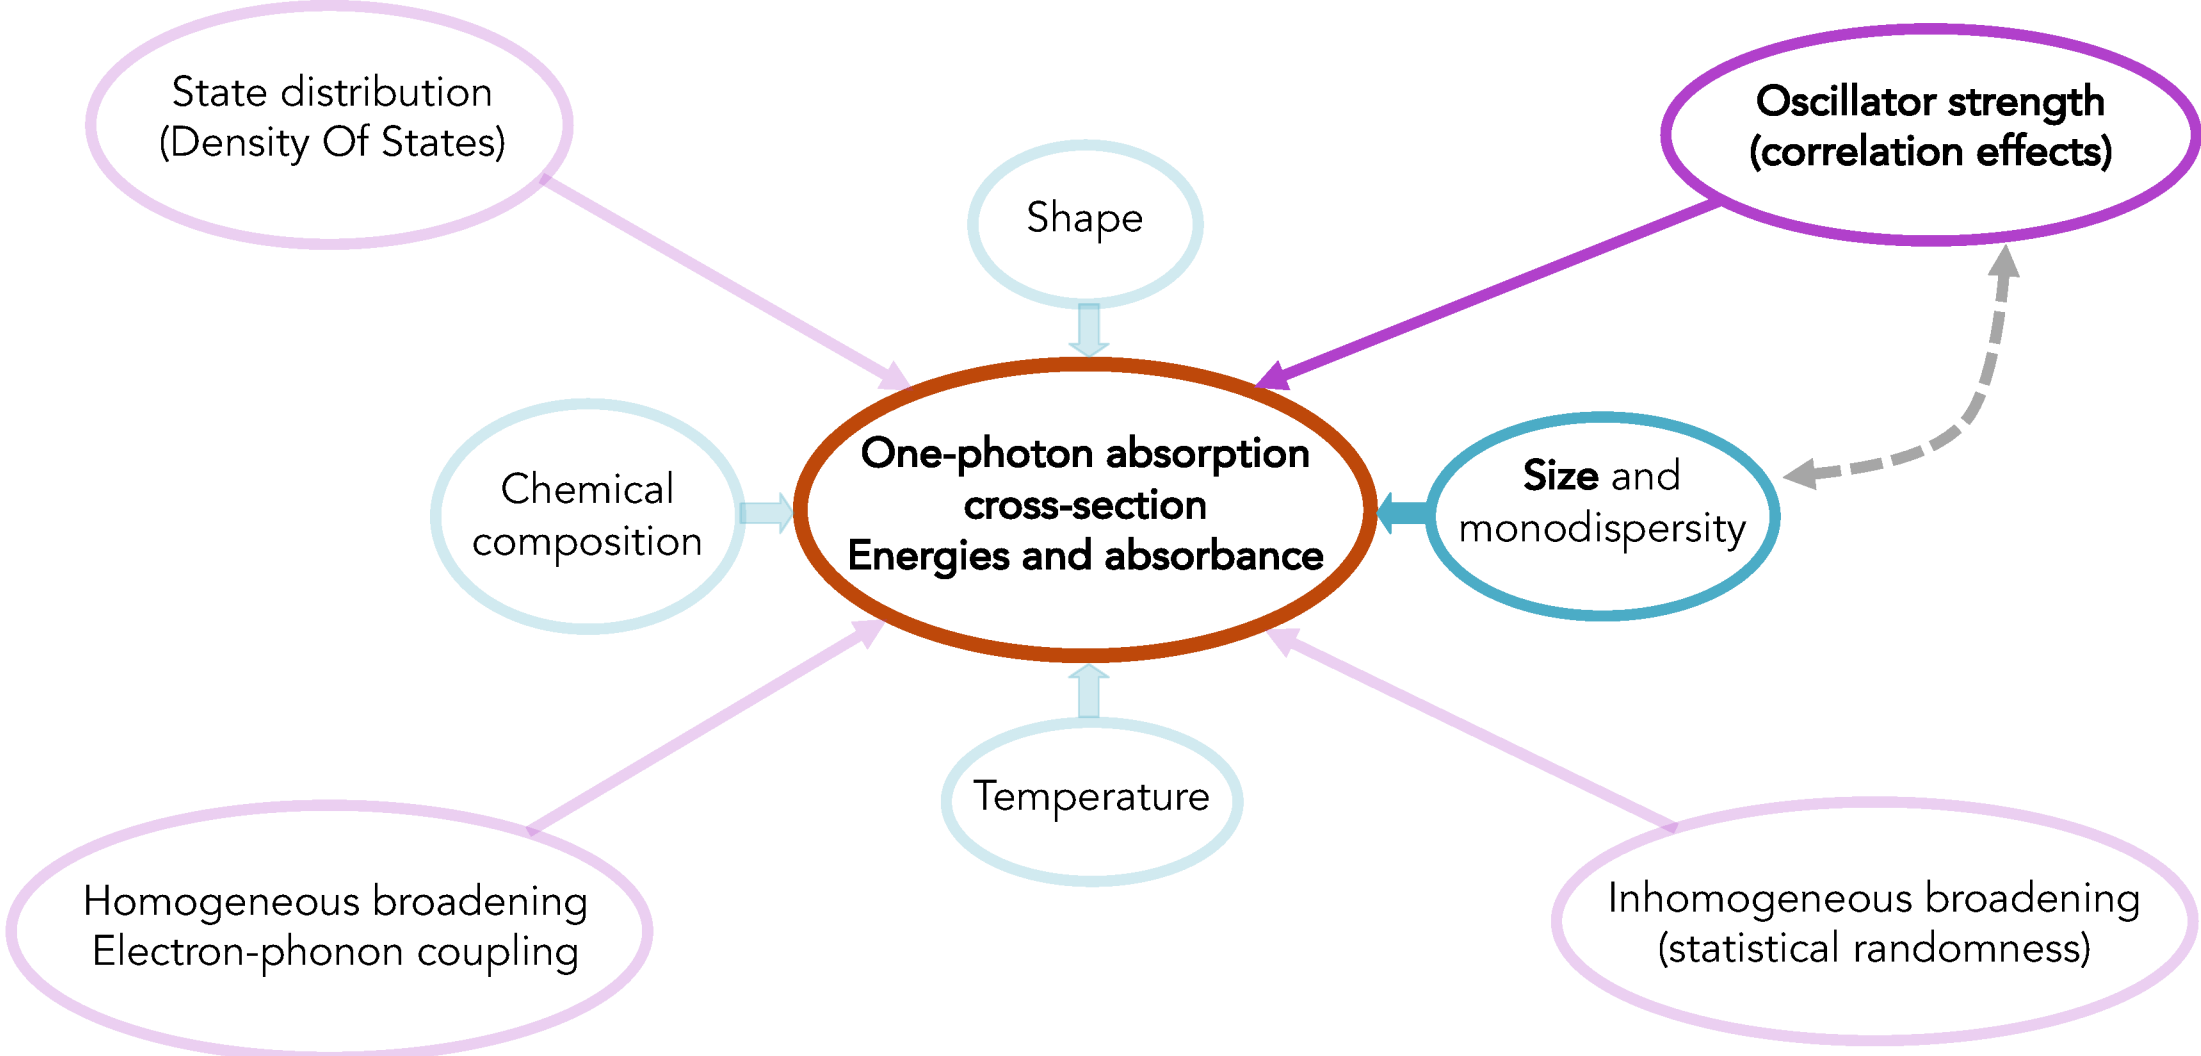 State distribution
(Density Of States)
Oscillator strength
(correlation effects)
Shape
One-photon absorption
cross-section
Energies and absorbance
Chemical
composition
Size and
monodispersity
Temperature
Homogeneous broadening
Electron-phonon coupling
Inhomogeneous broadening
(statistical randomness)